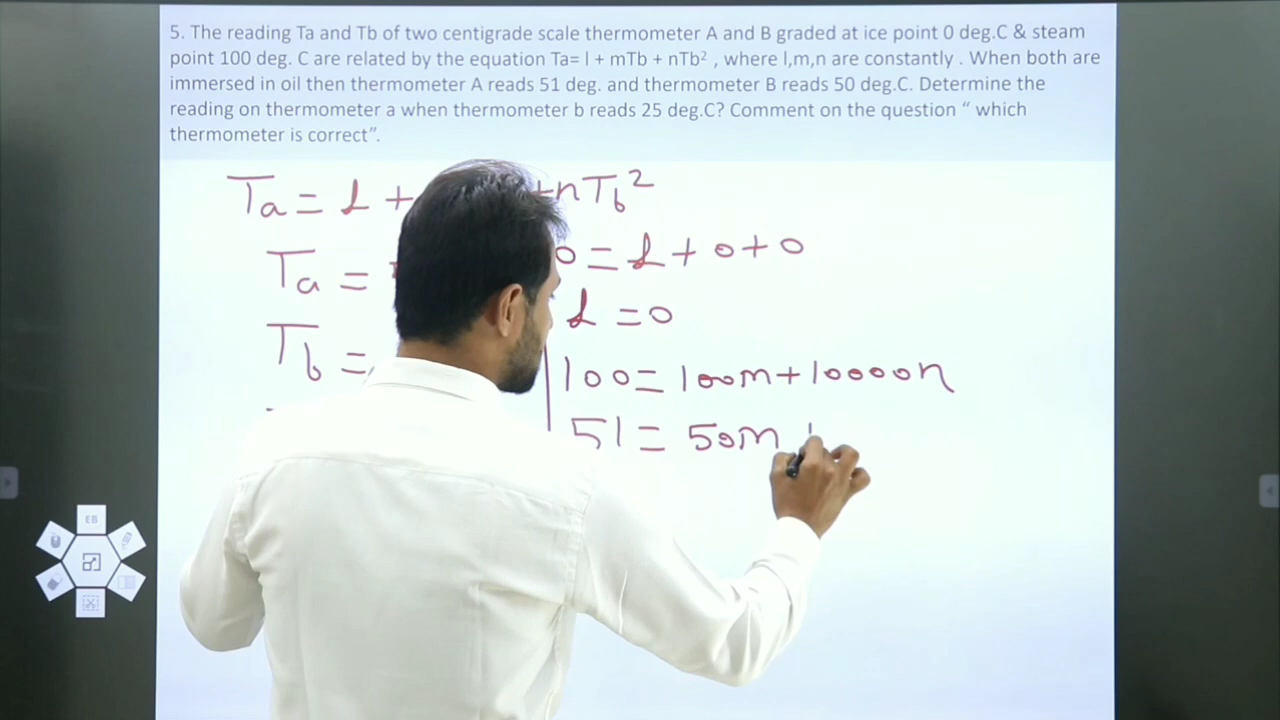 5. The reading Ta and Tb of two centigrade scale thermometer A and B graded at ice point 0 deg.C & steam
point 100 deg. C are related by the equation Ta= l + mTb + nTb² , where l,m,n are constantly . When both are
immersed in oil then thermometer A reads 51 deg. and thermometer B reads 50 deg.C. Determine the
reading on thermometer a when thermometer b reads 25 deg.C? Comment on the question “ which
thermometer is correct”.
Ta = l + +nTb²
Ta = 0 = l + 0 + 0
l = 0
Tb =
100 = 100m + 10000n
51 = 50m
EB